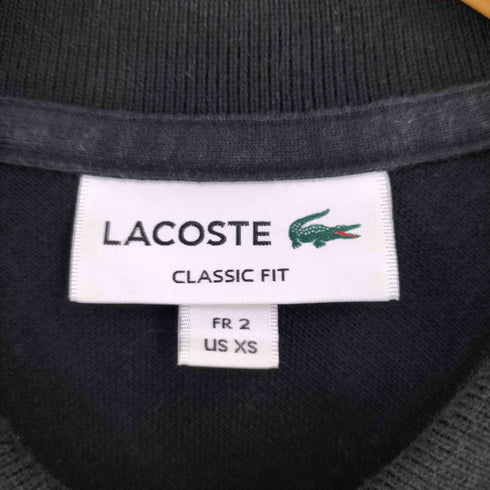 LACOSTE
CLASSIC FIT
FR 2
US XS